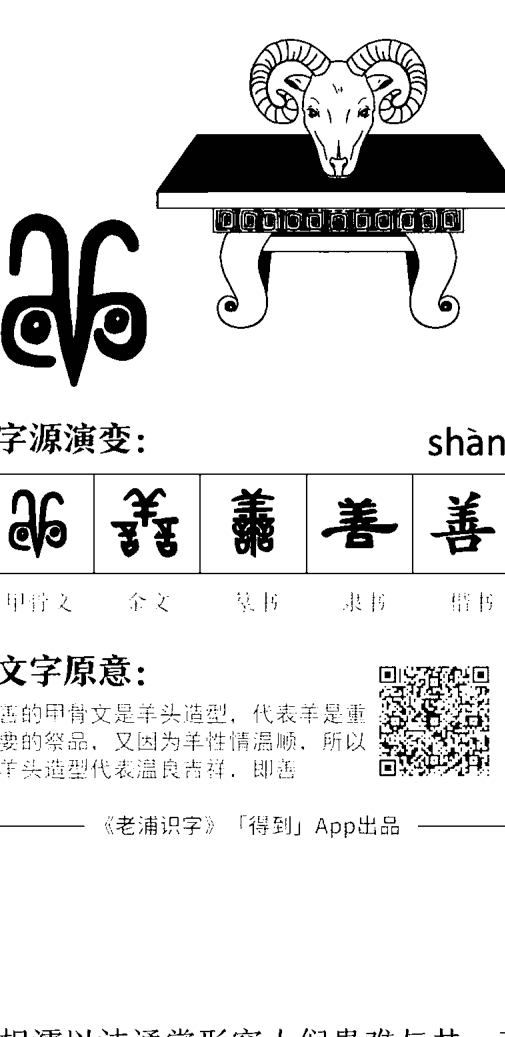 字源演变：
shàn
甲骨文 金文 篆书 隶书 楷书
文字原意：
善的甲骨文是羊头造型，代表羊是重
要的祭品，又因为羊性情温顺，所以
羊头造型代表温良吉祥，即善
《老浦识字》「得到」App出品